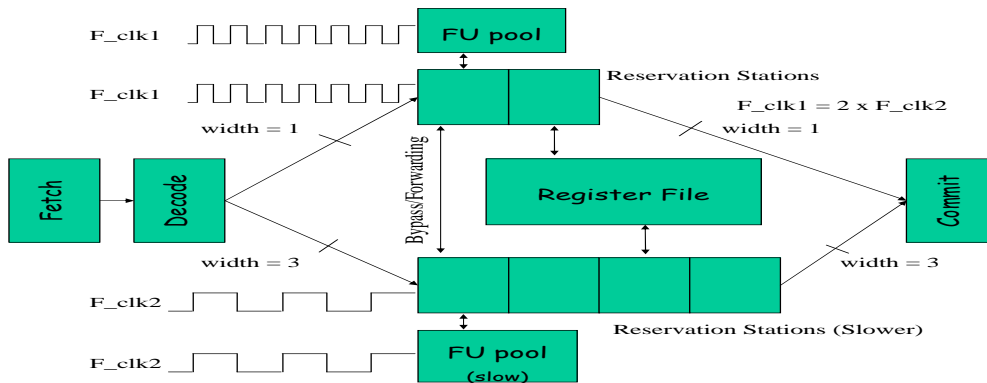 F_clk1
FU pool
F_clk1
Reservation Stations
F_clk1 = 2 x F_clk2
width = 1
width = 1
Fetch
Decode
Bypass/Forwarding
Register File
Commit
width = 3
width = 3
F_clk2
Reservation Stations (Slower)
F_clk2
FU pool
(slow)